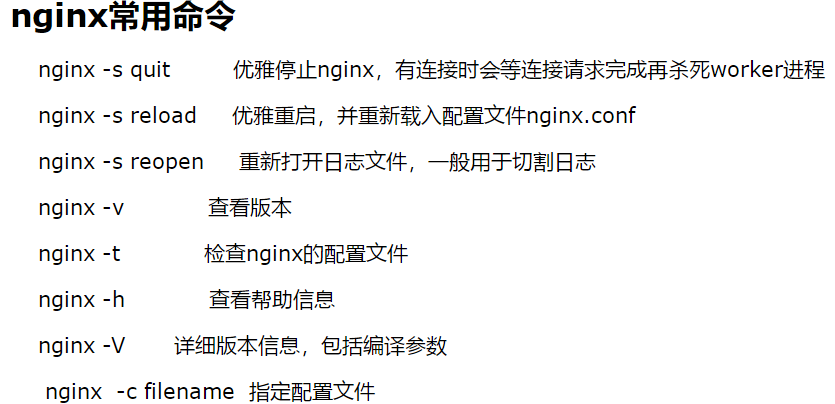 nginx常用命令
nginx -s quit 优雅停止nginx，有连接时会等连接请求完成再杀死worker进程
nginx -s reload 优雅重启，并重新载入配置文件nginx.conf
nginx -s reopen 重新打开日志文件，一般用于切割日志
nginx -v 查看版本
nginx -t 检查nginx的配置文件
nginx -h 查看帮助信息
nginx -V 详细版本信息，包括编译参数
nginx -c filename 指定配置文件